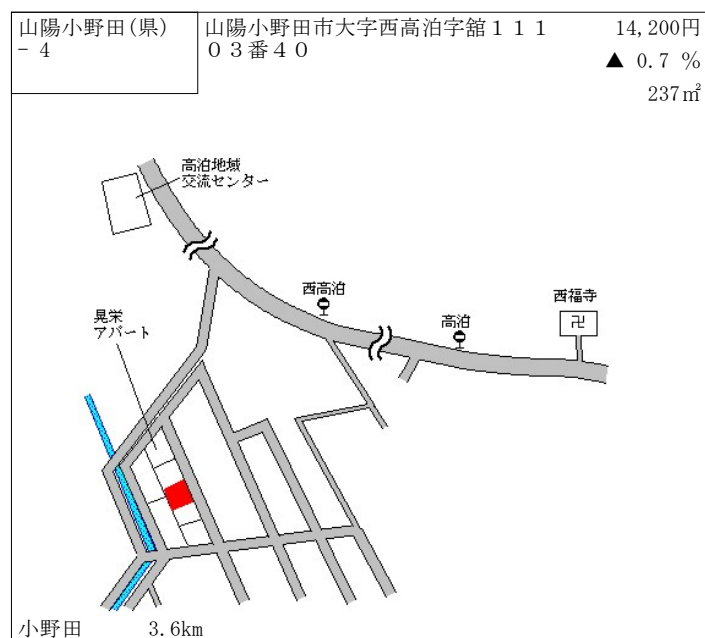 山陽小野田(県)
- 4
山陽小野田市大字西高泊字舘１１１
０３番４０
14,200円
▲ 0.7 %
237㎡
高泊地域
交流センター
西高泊
高泊
西福寺
卍
晃栄
アパート
小野田 3.6km